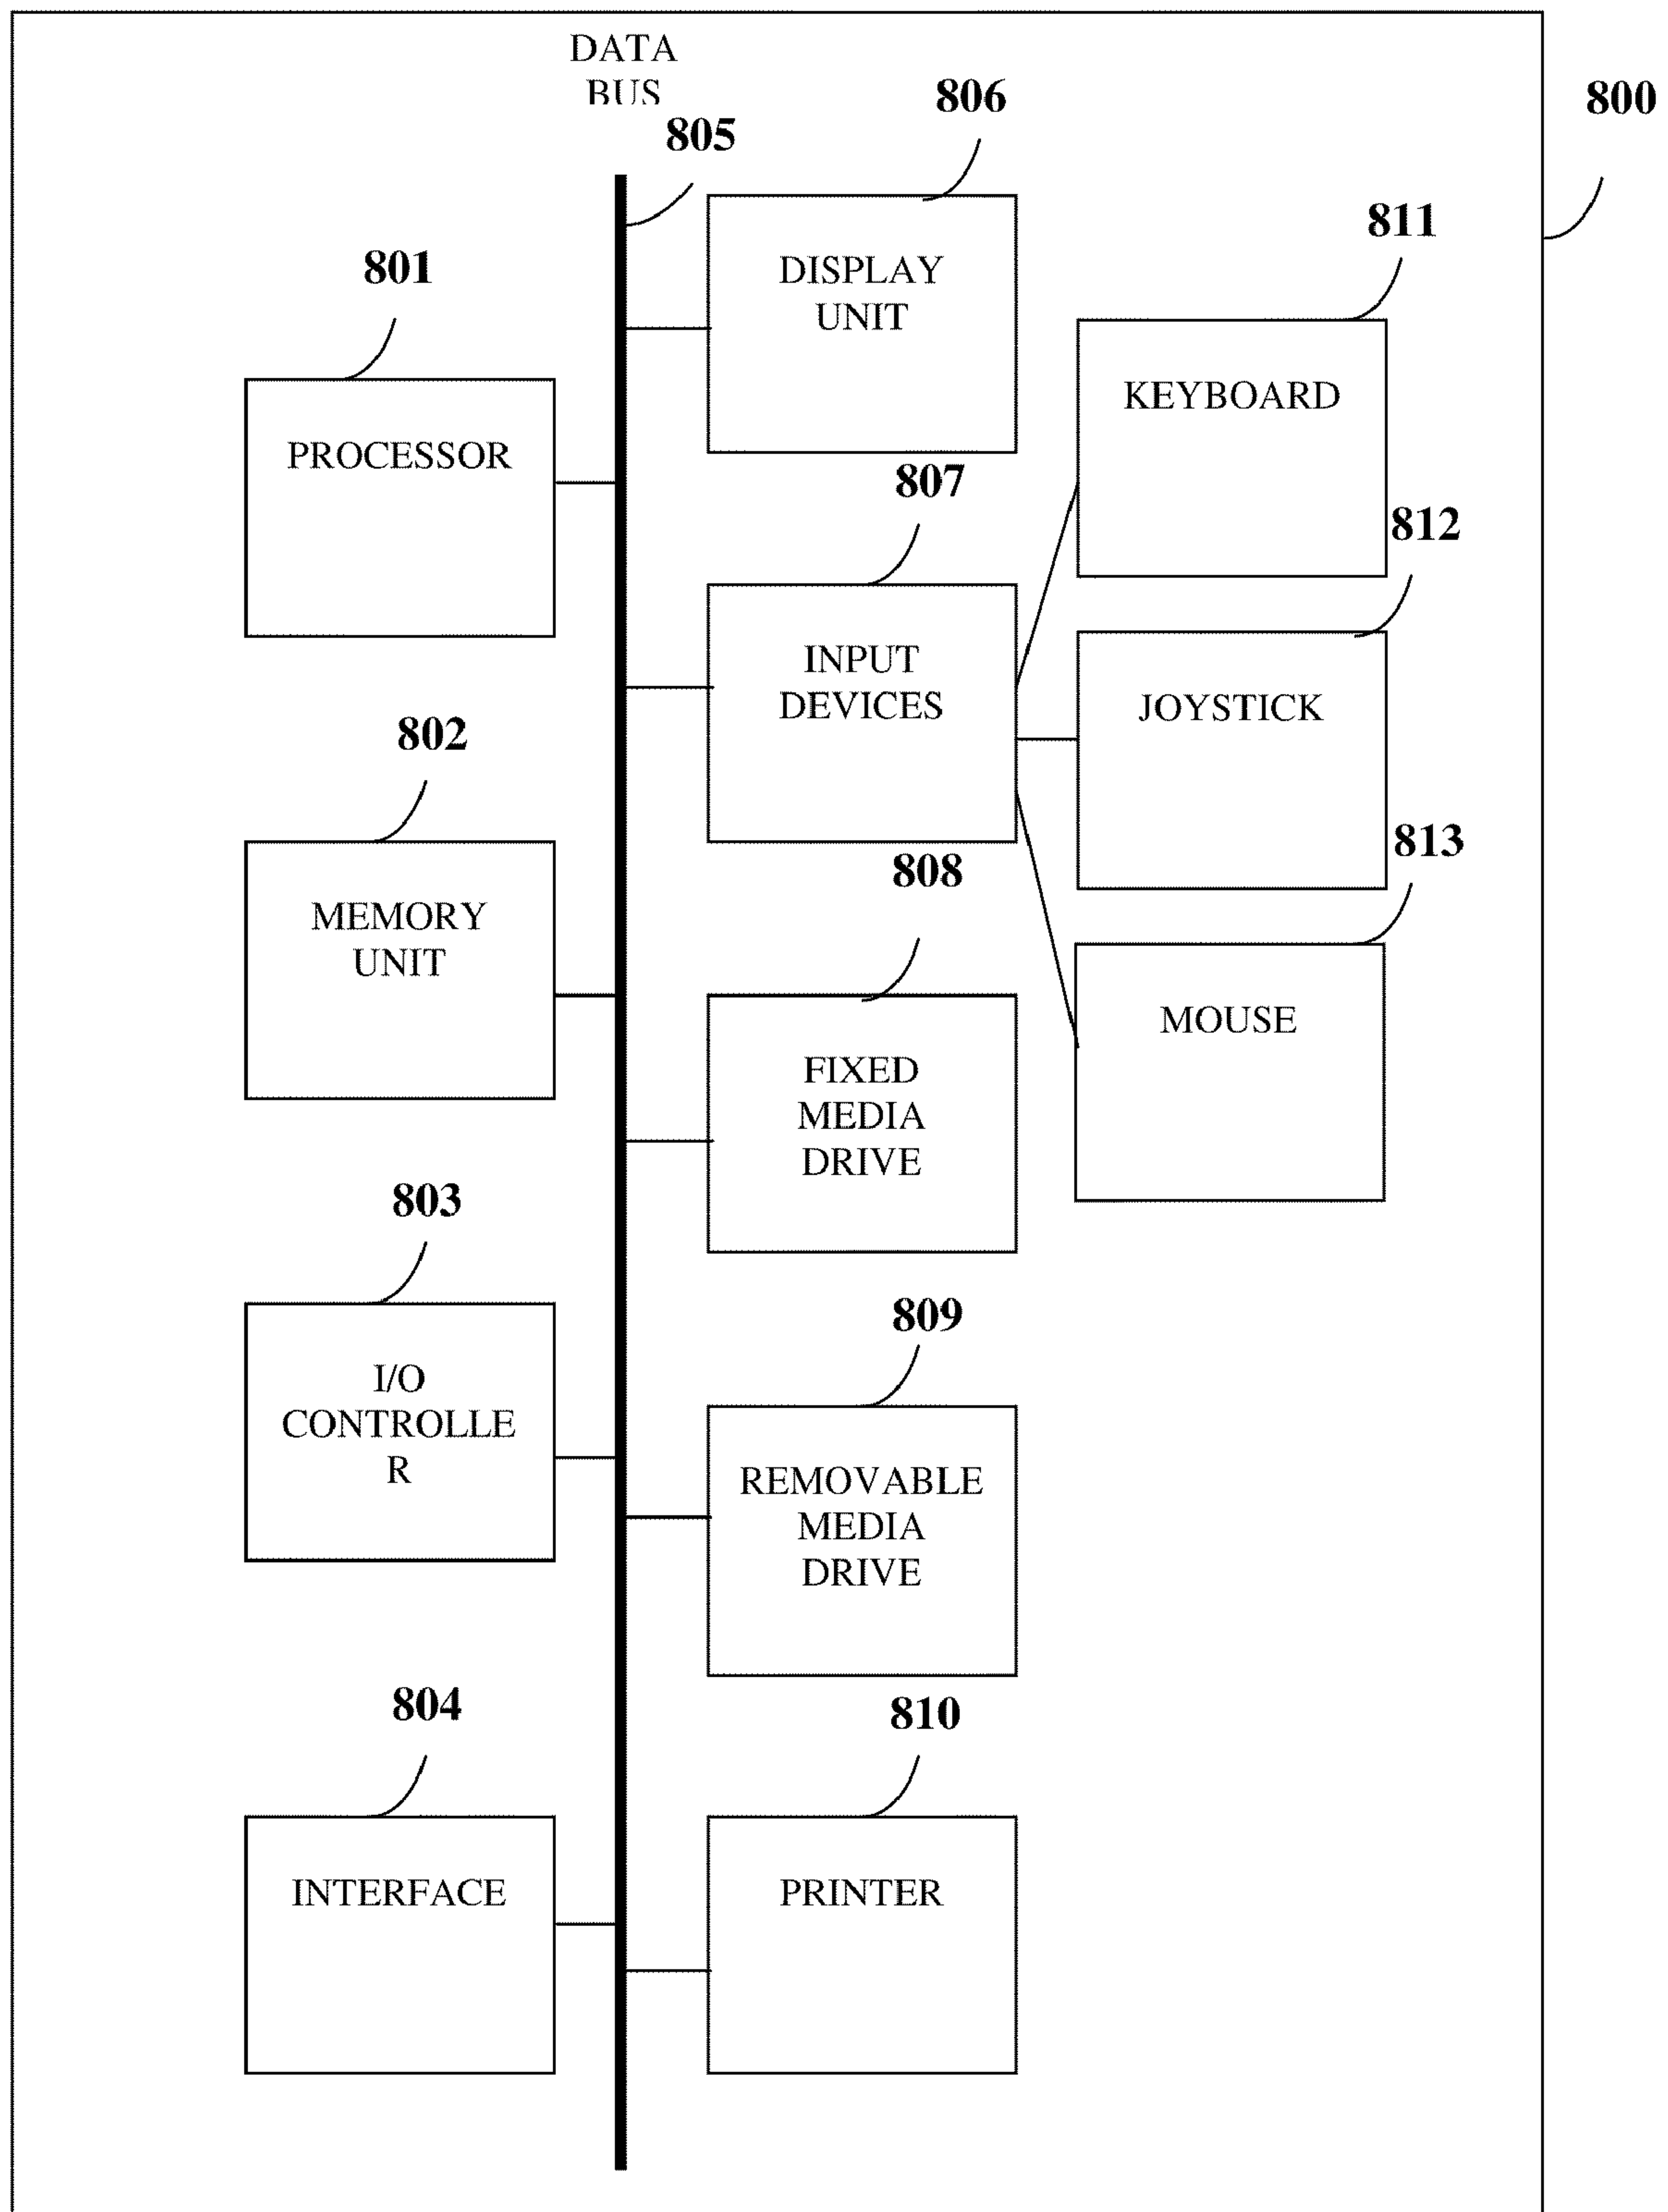 DATA
BUS
805
806
800
811
801
DISPLAY
UNIT
KEYBOARD
PROCESSOR
807
812
INPUT
DEVICES
JOYSTICK
802
813
808
MEMORY
UNIT
MOUSE
FIXED
MEDIA
DRIVE
803
809
I/O
CONTROLLE
R
REMOVABLE
MEDIA
DRIVE
804
810
INTERFACE
PRINTER